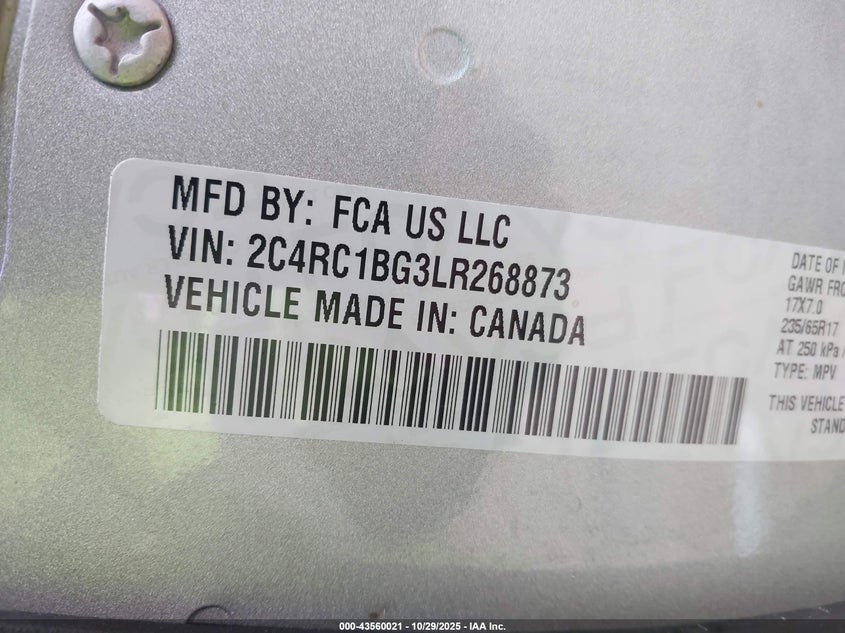 MFD BY: FCA US LLC
VIN: 2C4RC1BG3LR268873
VEHICLE MADE IN: CANADA
DATE OF
GAWR FRO
17X7.0
235/65R17
AT 250 kPa
TYPE: MPV
THIS VEHICLE
STAND
000-43560021 - 10/29/2025 - IAA Inc.